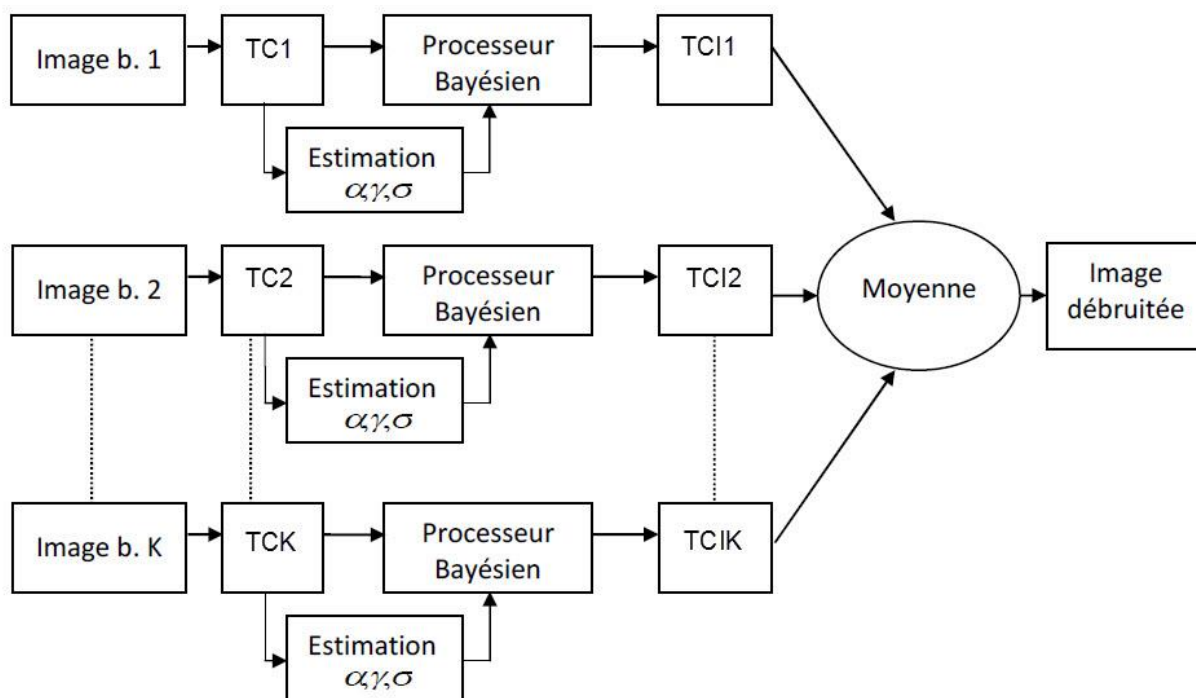 Image b. 1
TC1
Processeur
Bayésien
TCI1
Estimation
α,γ,σ
Image b. 2
TC2
Processeur
Bayésien
TCI2
Moyenne
Image
débruitée
Estimation
α,γ,σ
Image b. K
TCK
Processeur
Bayésien
TCIK
Estimation
α,γ,σ